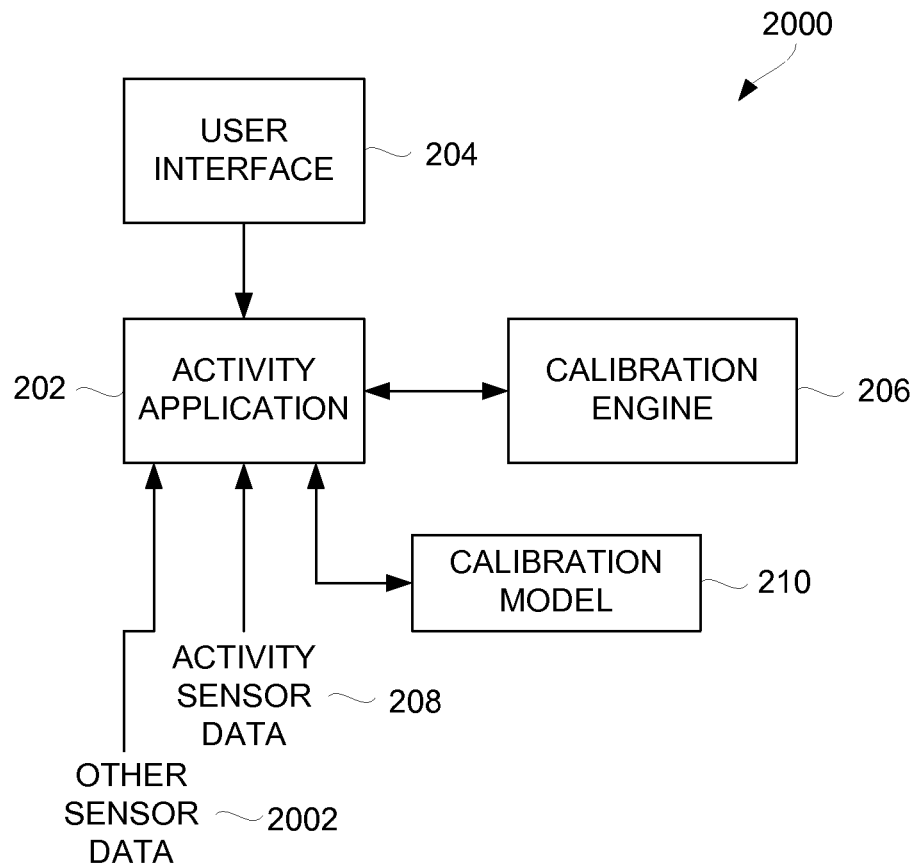 2000
USER
INTERFACE
204
202
ACTIVITY
APPLICATION
CALIBRATION
ENGINE
206
CALIBRATION
MODEL
210
ACTIVITY
SENSOR
DATA
208
OTHER
SENSOR
DATA
2002